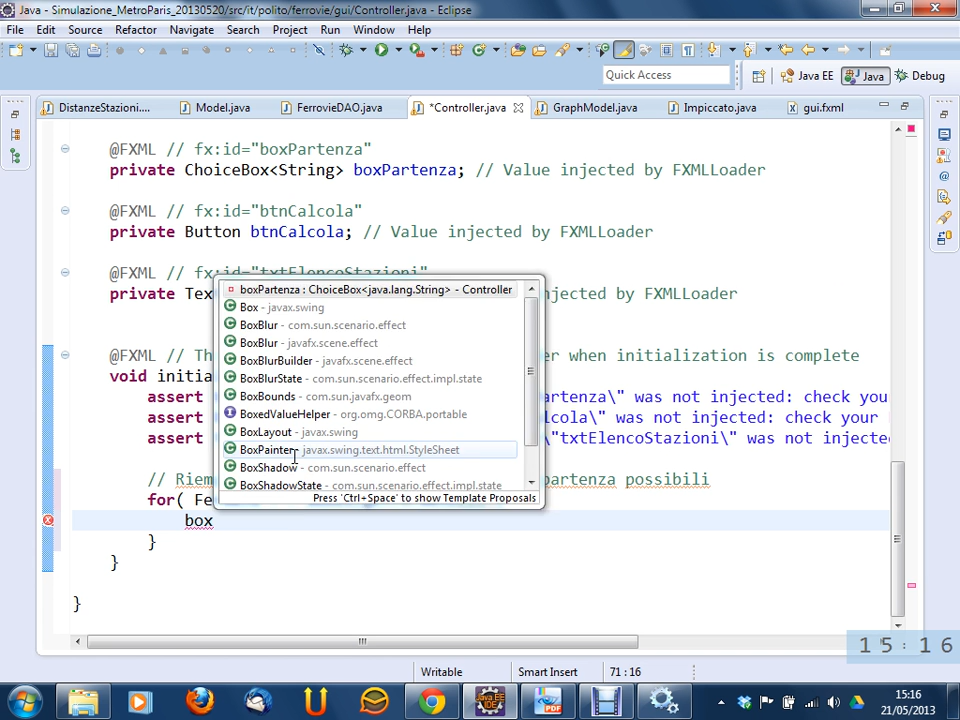 Java - Simulazione_MetroParis_20130520/src/it/polito/ferrovie/gui/Controller.java - Eclipse
File Edit Source Refactor Navigate Search Project Run Window Help
Quick Access Java EE Java Debug
DistanzeStazioni.... Model.java FerrovieDAO.java *Controller.java GraphModel.java Impiccato.java gui.fxml
@FXML // fx:id="boxPartenza"
private ChoiceBox<String> boxPartenza; // Value injected by FXMLLoader
@FXML // fx:id="btnCalcola"
private Button btnCalcola; // Value injected by FXMLLoader
@FXML // fx:id="txtElencoStazioni"
private Tex njected by FXMLLoader
@FXML // Th er when initialization is complete
void initia
assert artenza\" was not injected: check you
assert lcola\" was not injected: check your
assert \"txtElencoStazioni\" was not injecte
// Riem partenza possibili
for( Fe
box
}
}
}
boxPartenza : ChoiceBox<java.lang.String> - Controller
Box - javax.swing
BoxBlur - com.sun.scenario.effect
BoxBlur - javafx.scene.effect
BoxBlurBuilder - javafx.scene.effect
BoxBlurState - com.sun.scenario.effect.impl.state
BoxBounds - com.sun.javafx.geom
BoxedValueHelper - org.omg.CORBA.portable
BoxLayout - javax.swing
BoxPainter - javax.swing.text.html.StyleSheet
BoxShadow - com.sun.scenario.effect
BoxShadowState - com.sun.scenario.effect.impl.state
Press 'Ctrl+Space' to show Template Proposals
15:16
Writable Smart Insert 71 : 16
15:16
21/05/2013